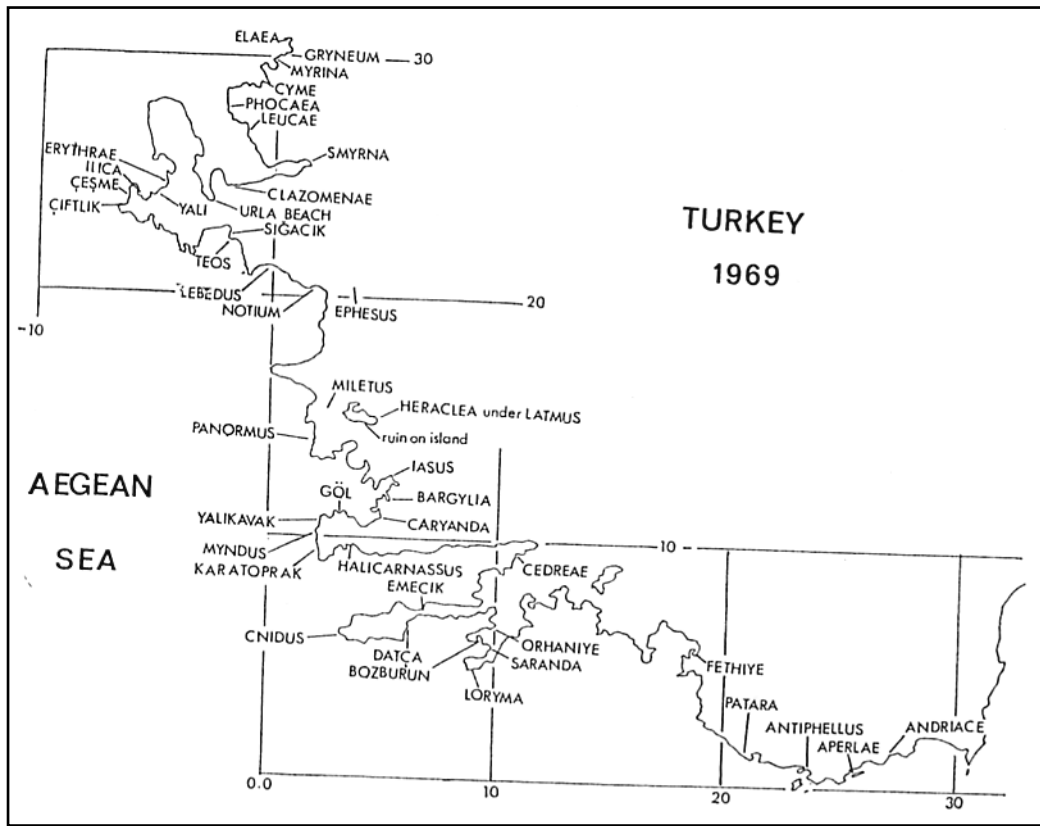 ELAEA
GRYNEUM
30
MYRINA
CYME
PHOCAEA
LEUCAE
SMYRNA
ERYTHRAE
ILICA
ÇEŞME
ÇIFTLIK
YALI
CLAZOMENAE
URLA BEACH
SIĞACIK
TEOS
TURKEY
1969
LEBEDUS
NOTIUM
EPHESUS
20
-10
MILETUS
HERACLEA under LATMUS
PANORMUS
ruin on island
IASUS
AEGEAN
SEA
GÖL
BARGYLIA
YALIKAVAK
CARYANDA
MYNDUS
KARATOPRAK
HALICARNASSUS
10
EMECIK
CEDREAE
CNIDUS
DATÇA
BOZBURUN
ORHANIYE
SARANDA
LORYMA
FETHIYE
PATARA
ANTIPHELLUS
APERLAE
ANDRIACE
0.0
10
20
30